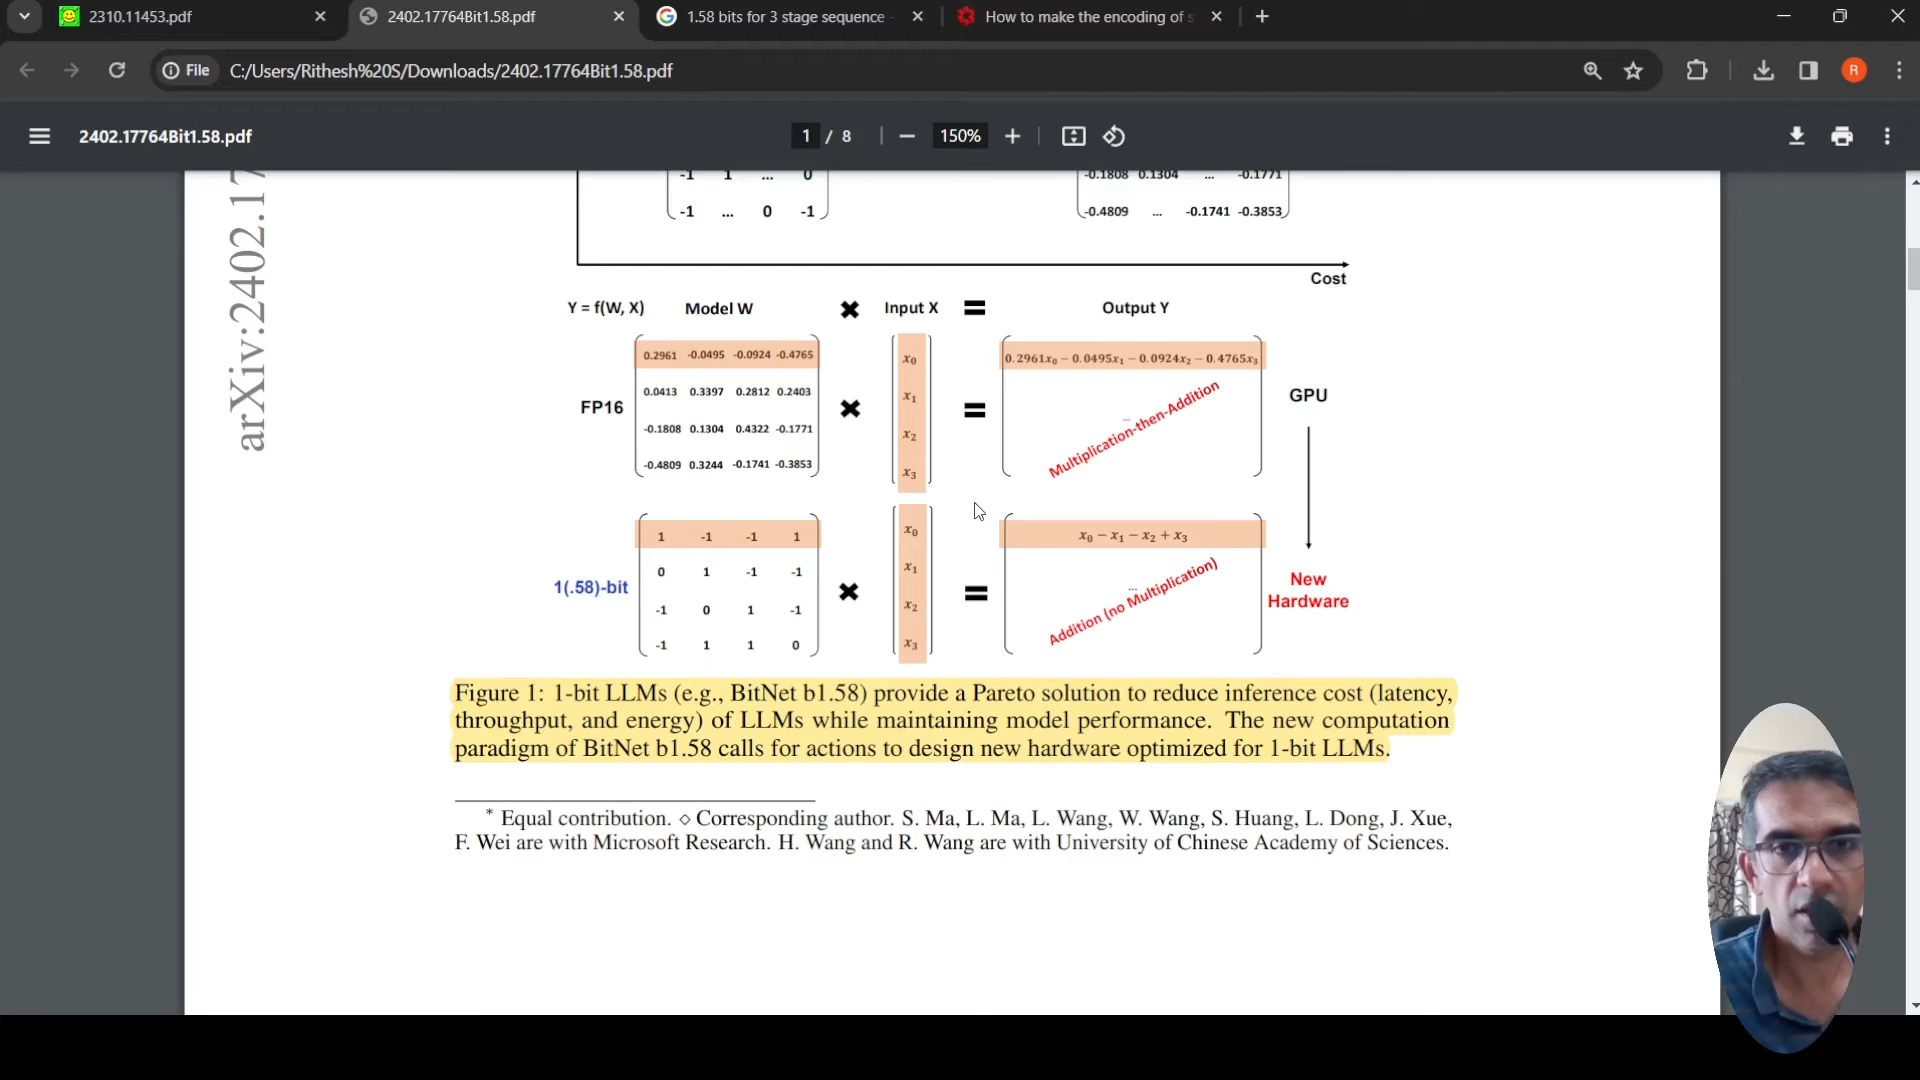 2310.11453.pdf
2402.17764Bit1.58.pdf
1.58 bits for 3 stage sequence -
How to make the encoding of s
File
C:/Users/Rithesh%20S/Downloads/2402.17764Bit1.58.pdf
R
2402.17764Bit1.58.pdf
1 / 8
150%
arXiv:2402.17
-1 1 ... 0
-1 ... 0 -1
-0.1808 0.1304 ... -0.1771
-0.4809 ... -0.1741 -0.3853
Cost
Y = f(W, X) Model W ✖ Input X = Output Y
FP16
0.2961 -0.0495 -0.0924 -0.4765
0.0413 0.3397 0.2812 0.2403
-0.1808 0.1304 0.4322 -0.1771
-0.4809 0.3244 -0.1741 -0.3853
✖
x₀
x₁
x₂
x₃
=
0.2961x₀ − 0.0495x₁ − 0.0924x₂ − 0.4765x₃
...
Multiplication-then-Addition
GPU
1(.58)-bit
1 -1 -1 1
0 1 -1 -1
-1 0 1 -1
-1 1 1 0
✖
x₀
x₁
x₂
x₃
=
x₀ − x₁ − x₂ + x₃
...
Addition (no Multiplication)
New
Hardware
Figure 1: 1-bit LLMs (e.g., BitNet b1.58) provide a Pareto solution to reduce inference cost (latency,
throughput, and energy) of LLMs while maintaining model performance. The new computation
paradigm of BitNet b1.58 calls for actions to design new hardware optimized for 1-bit LLMs.
* Equal contribution. ⋄ Corresponding author. S. Ma, L. Ma, L. Wang, W. Wang, S. Huang, L. Dong, J. Xue,
F. Wei are with Microsoft Research. H. Wang and R. Wang are with University of Chinese Academy of Sciences.